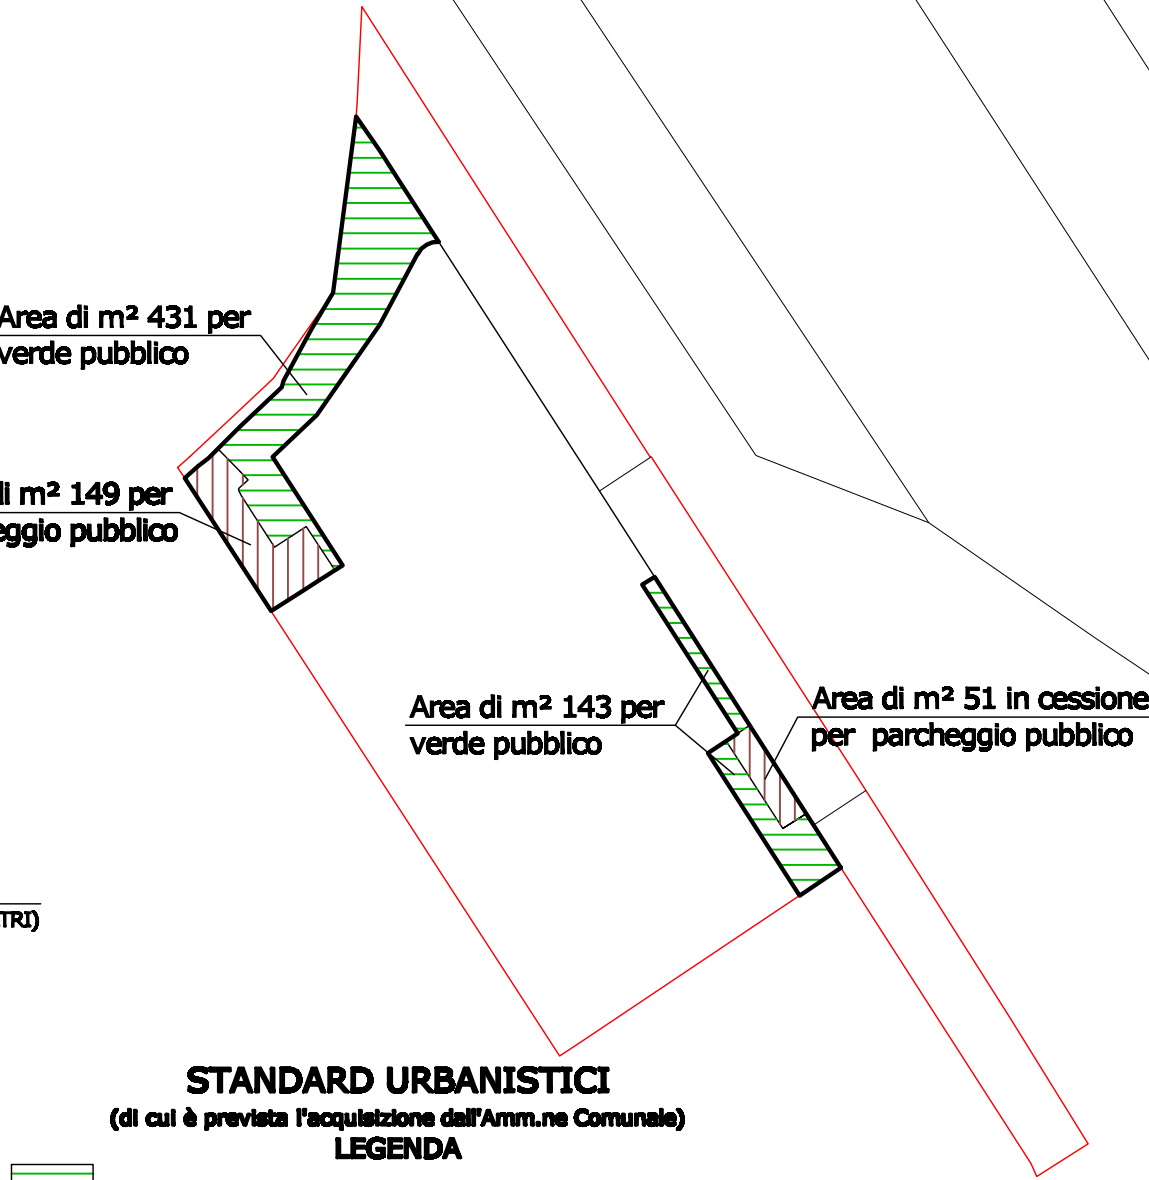 Area di m² 431 per
verde pubblico
di m² 149 per
eggio pubblico
Area di m² 143 per
verde pubblico
Area di m² 51 in cessione
per parcheggio pubblico
TRI)
STANDARD URBANISTICI
(di cui è prevista l'acquisizione dall'Amm.ne Comunale)
LEGENDA